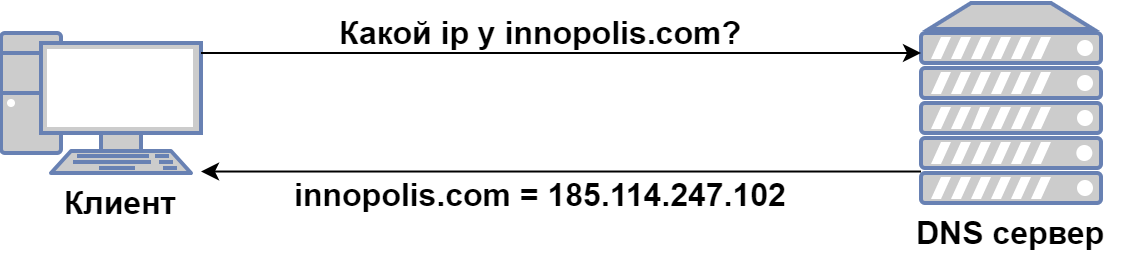 Какой ip у innopolis.com?
innopolis.com = 185.114.247.102
Клиент
DNS сервер